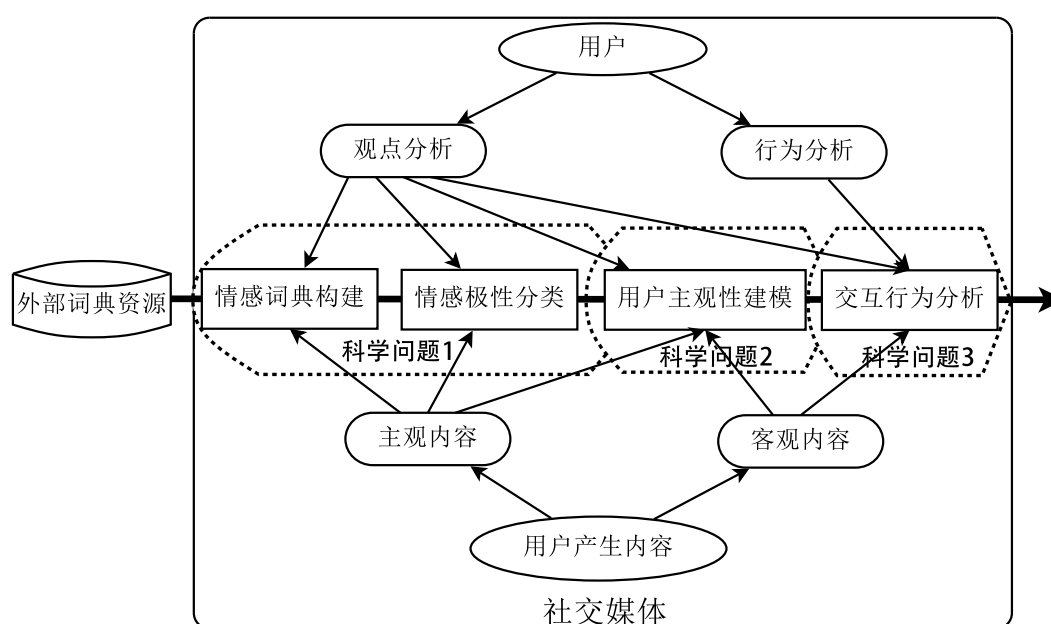 用户
观点分析
行为分析
外部词典资源
情感词典构建
情感极性分类
用户主观性建模
交互行为分析
科学问题1
科学问题2
科学问题3
主观内容
客观内容
用户产生内容
社交媒体